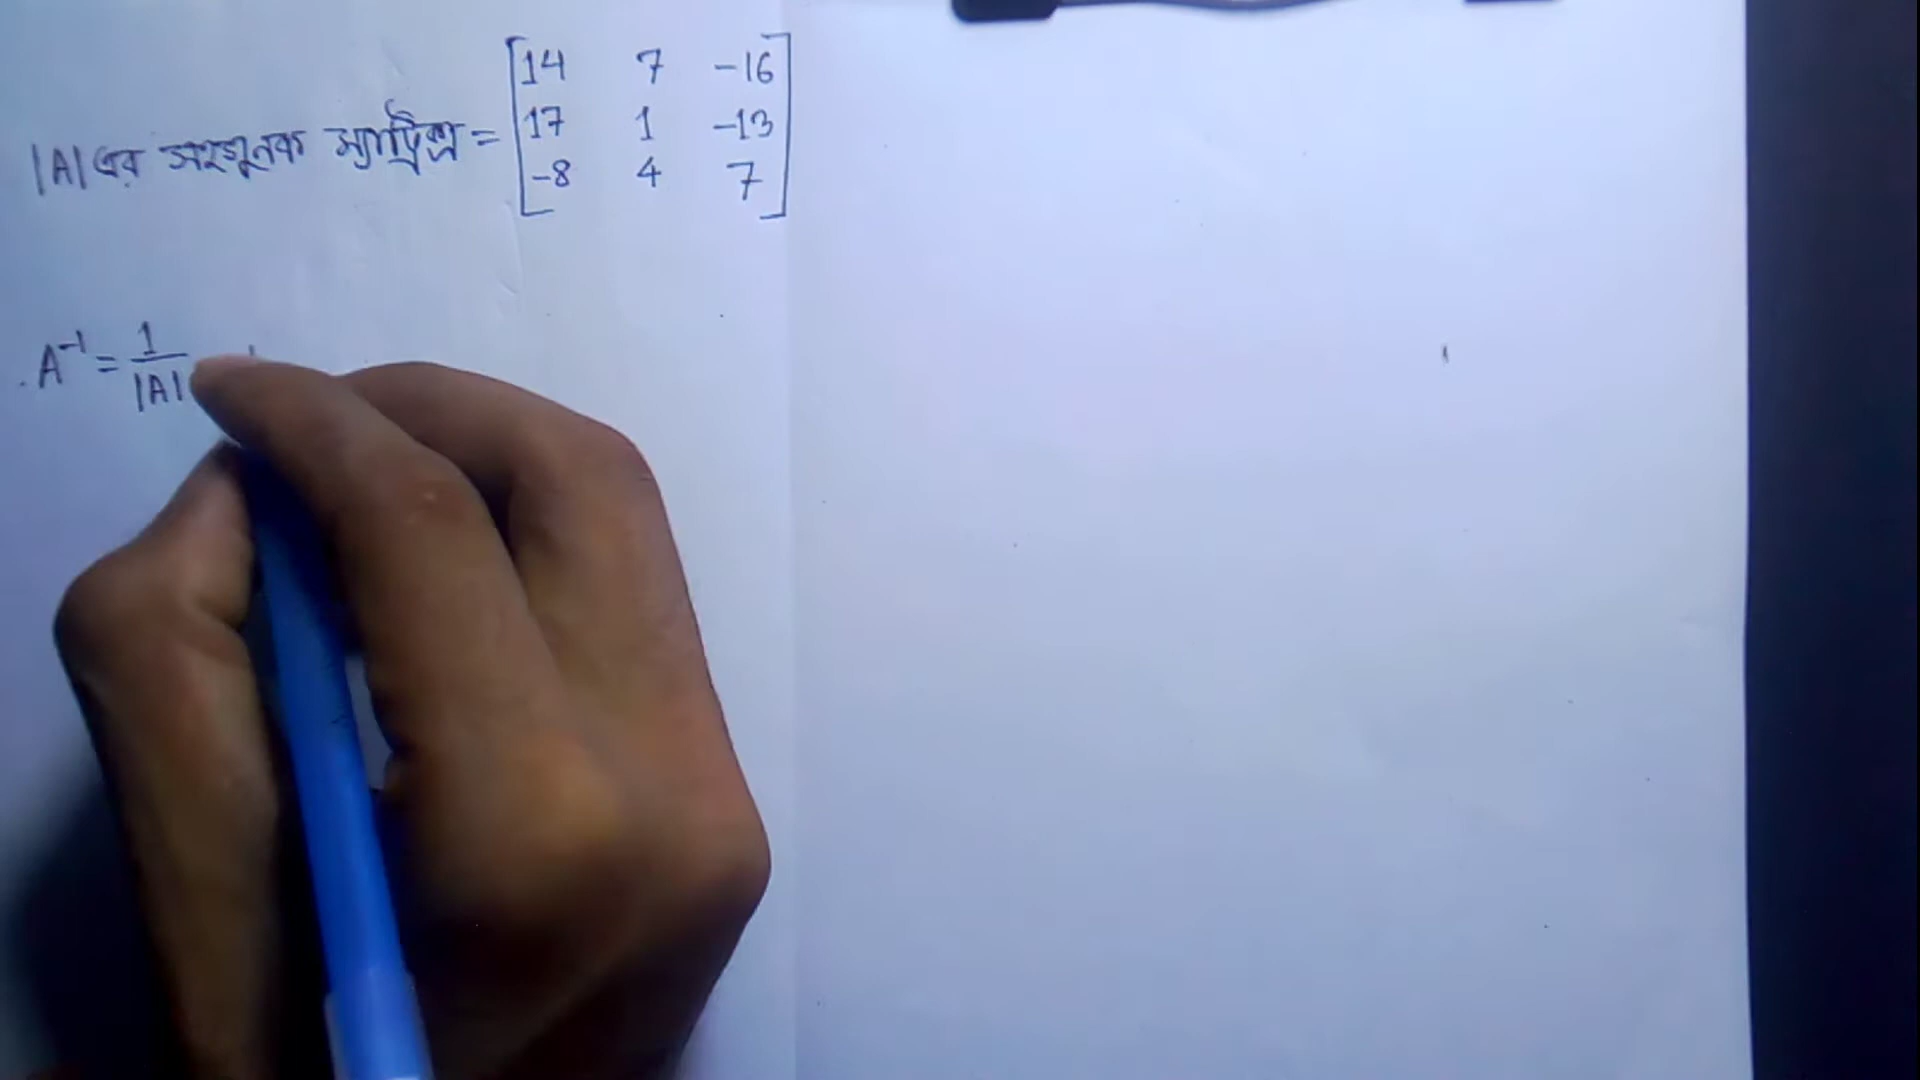 |A| এর সহগুনক ম্যাট্রিক্স = [14 7 -16
17 1 -13
-8 4 7]
A⁻¹ = 1/|A|